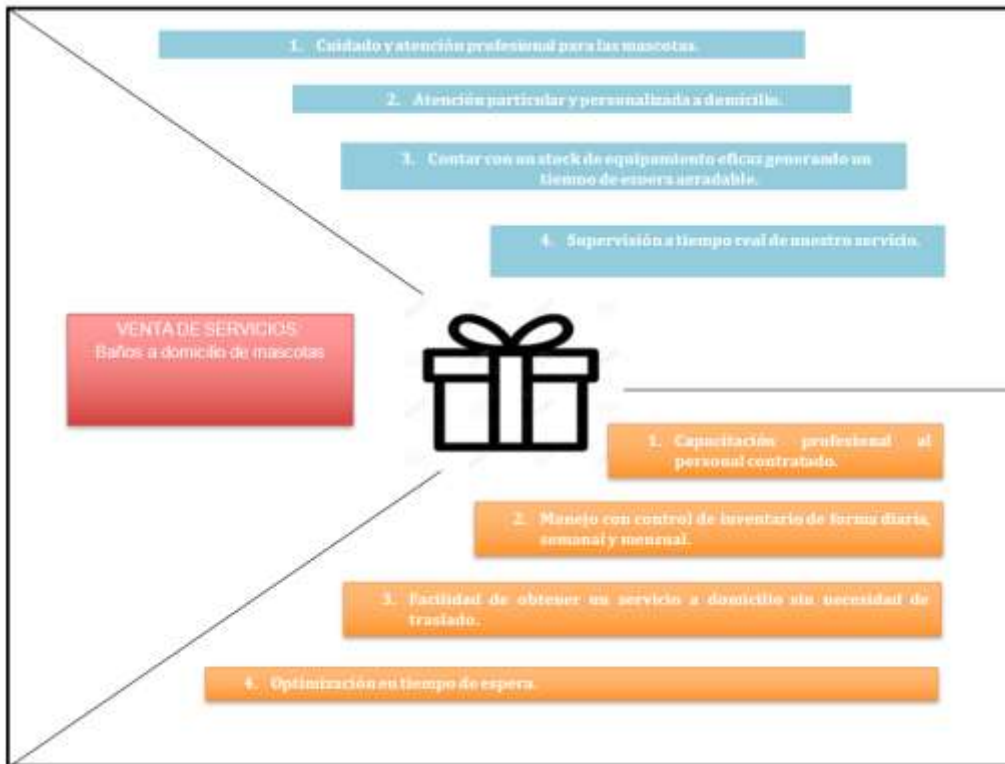 1. Cuidado y atención profesional para las mascotas.
2. Atención particular y personalizada a domicilio.
3. Contar con un stock de equipamiento eficaz generando un
tiempo de espera agradable.
4. Supervisión a tiempo real de nuestro servicio.
VENTA DE SERVICIOS
Baños a domicilio de mascotas
1. Capacitación profesional al
personal contratado.
2. Manejo con control de inventario de forma diaria,
semanal y mensual.
3. Facilidad de obtener un servicio a domicilio sin necesidad de
traslado.
4. Optimización en tiempo de espera.